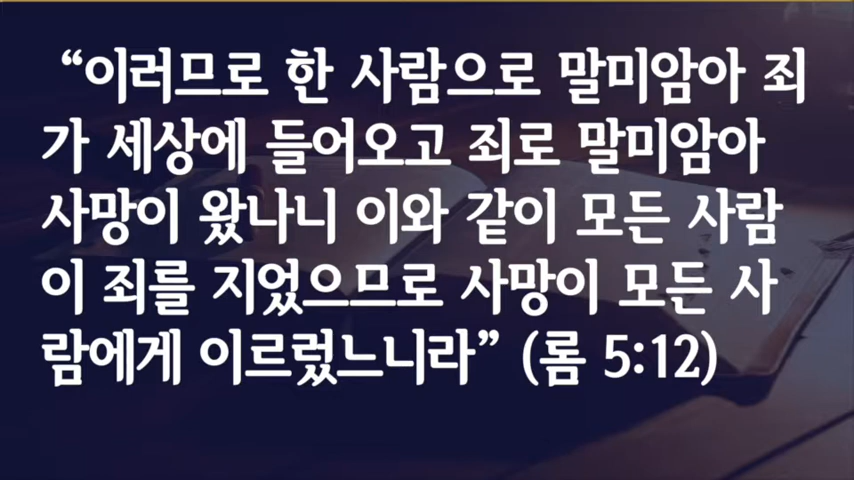 “이러므로 한 사람으로 말미암아 죄
가 세상에 들어오고 죄로 말미암아
사망이 왔나니 이와 같이 모든 사람
이 죄를 지었으므로 사망이 모든 사
람에게 이르렀느니라” (롬 5:12)